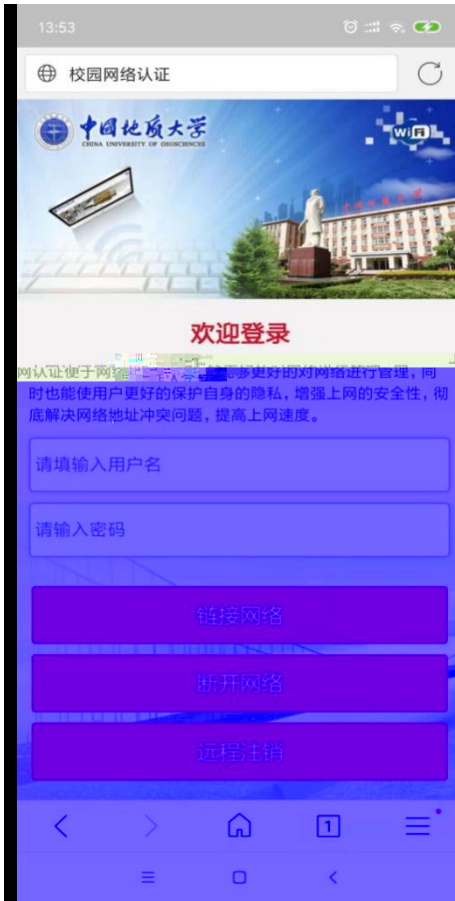 13:53
校园网络认证
中国地质大学
CHINA UNIVERSITY OF GEOSCIENCES
WiFi
欢迎登录
网认证便于网络 更好的对网络进行管理,同
时也能使用户更好的保护自身的隐私,增强上网的安全性,彻
底解决网络地址冲突问题,提高上网速度。
请填输入用户名
请输入密码
链接网络
断开网络
远程注销
1